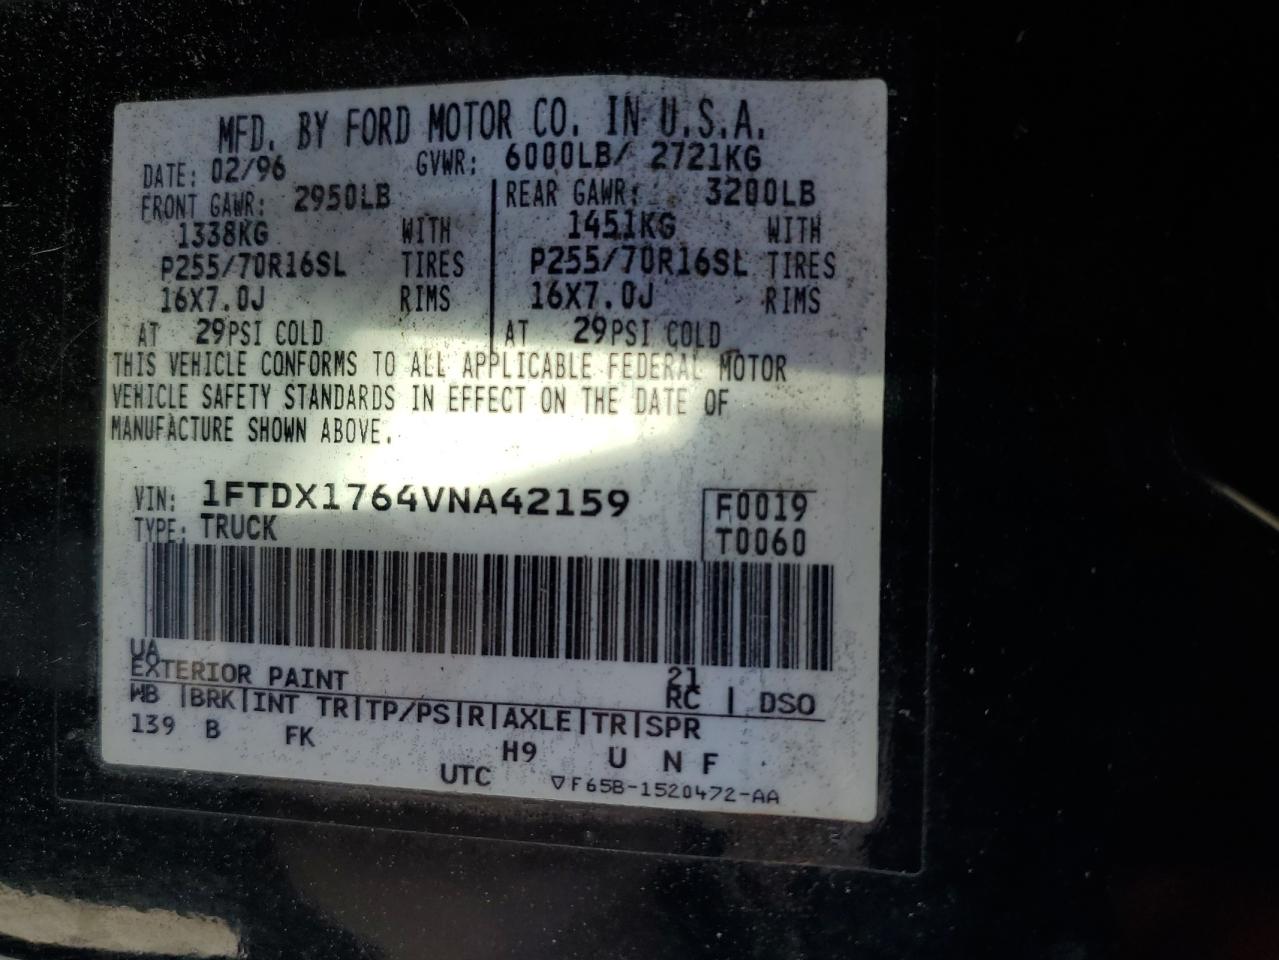 MFD. BY FORD MOTOR CO. IN U.S.A.
DATE: 02/96 GVWR: 6000LB/ 2721KG
FRONT GAWR: 2950LB REAR GAWR: 3200LB
1338KG WITH 1451KG WITH
P255/70R16SL TIRES P255/70R16SL TIRES
16X7.0J RIMS 16X7.0J RIMS
AT 29PSI COLD AT 29PSI COLD
THIS VEHICLE CONFORMS TO ALL APPLICABLE FEDERAL MOTOR
VEHICLE SAFETY STANDARDS IN EFFECT ON THE DATE OF
MANUFACTURE SHOWN ABOVE.
VIN: 1FTDX1764VNA42159 F0019
TYPE: TRUCK T0060
UA 21
EXTERIOR PAINT RC | DSO
WB |BRK|INT TR|TP/PS|R|AXLE|TR|SPR
139 B FK H9 U N F
UTC ▽F65B-1520472-AA